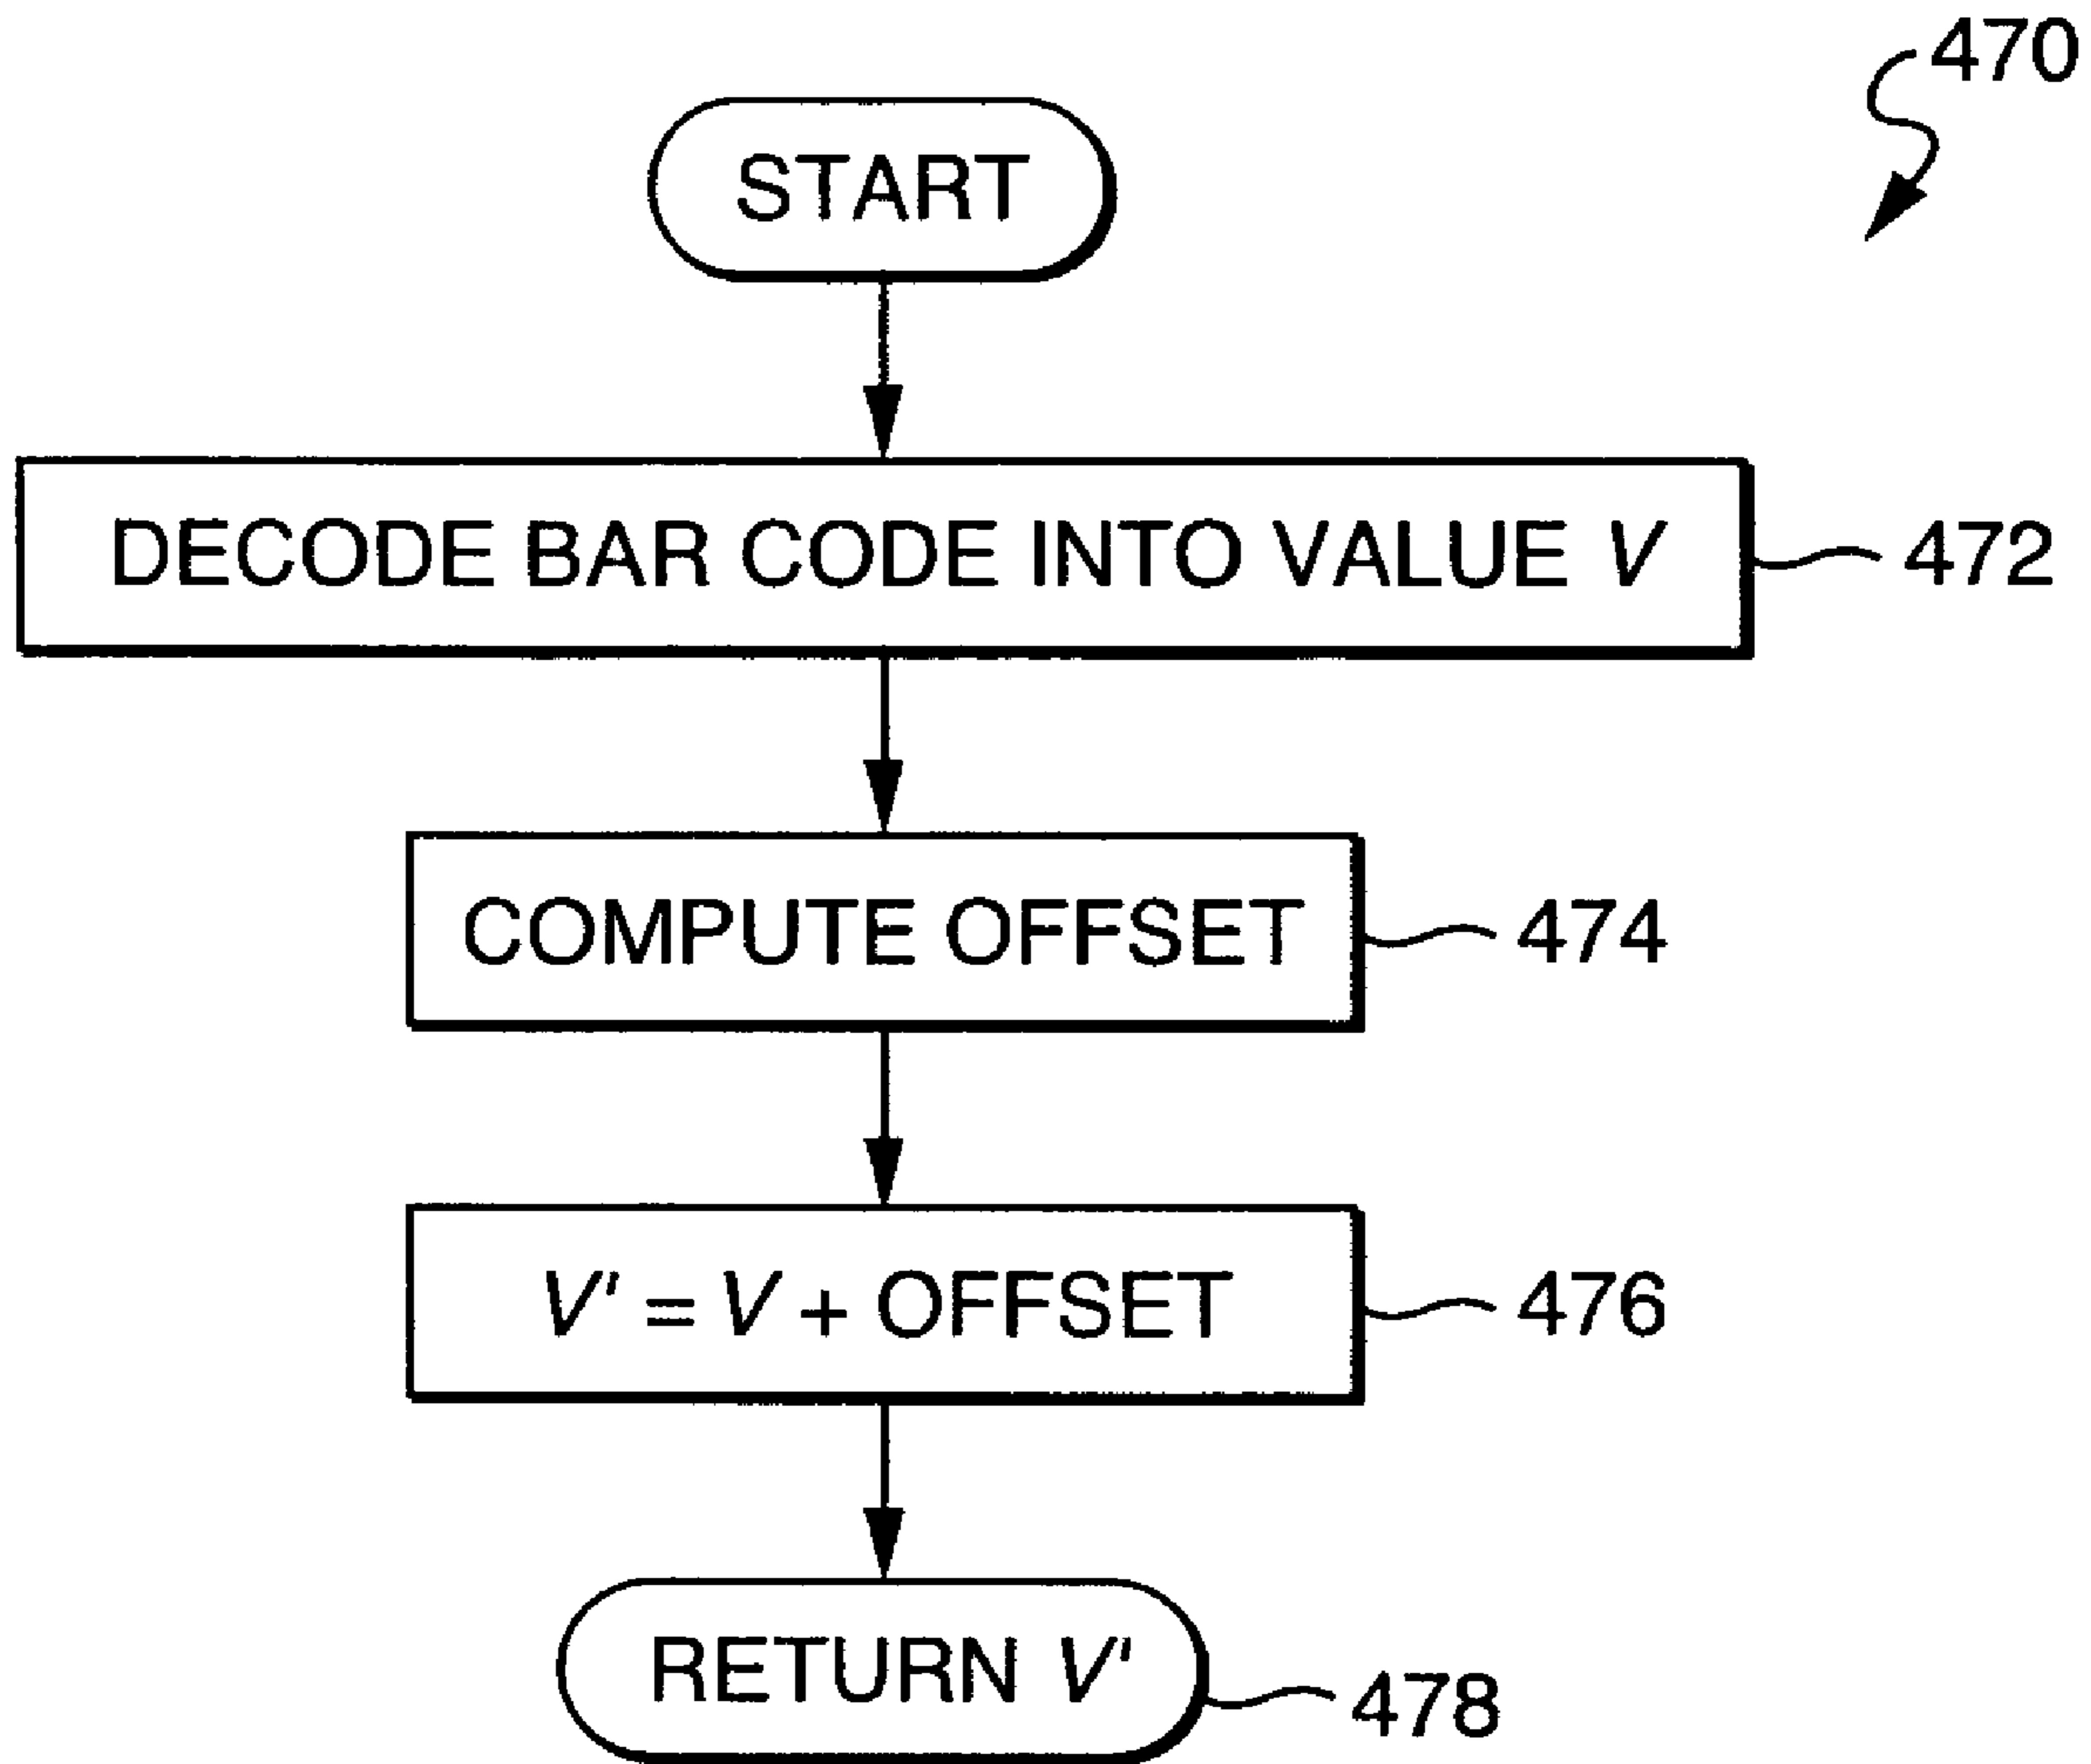 470
START
DECODE BAR CODE INTO VALUE V
472
COMPUTE OFFSET
474
V' = V + OFFSET
476
RETURN V'
478